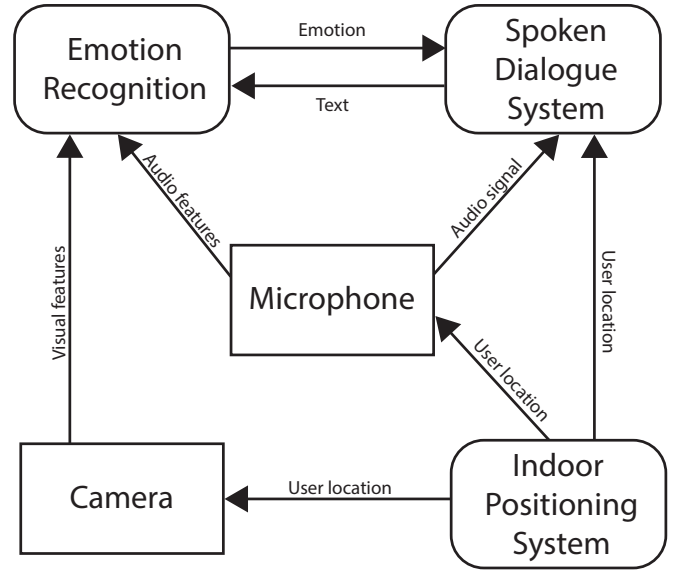 Emotion
Recognition
Emotion
Text
Spoken
Dialogue
System
Audio features
Audio signal
Visual features
Microphone
User location
User location
Camera
User location
Indoor
Positioning
System